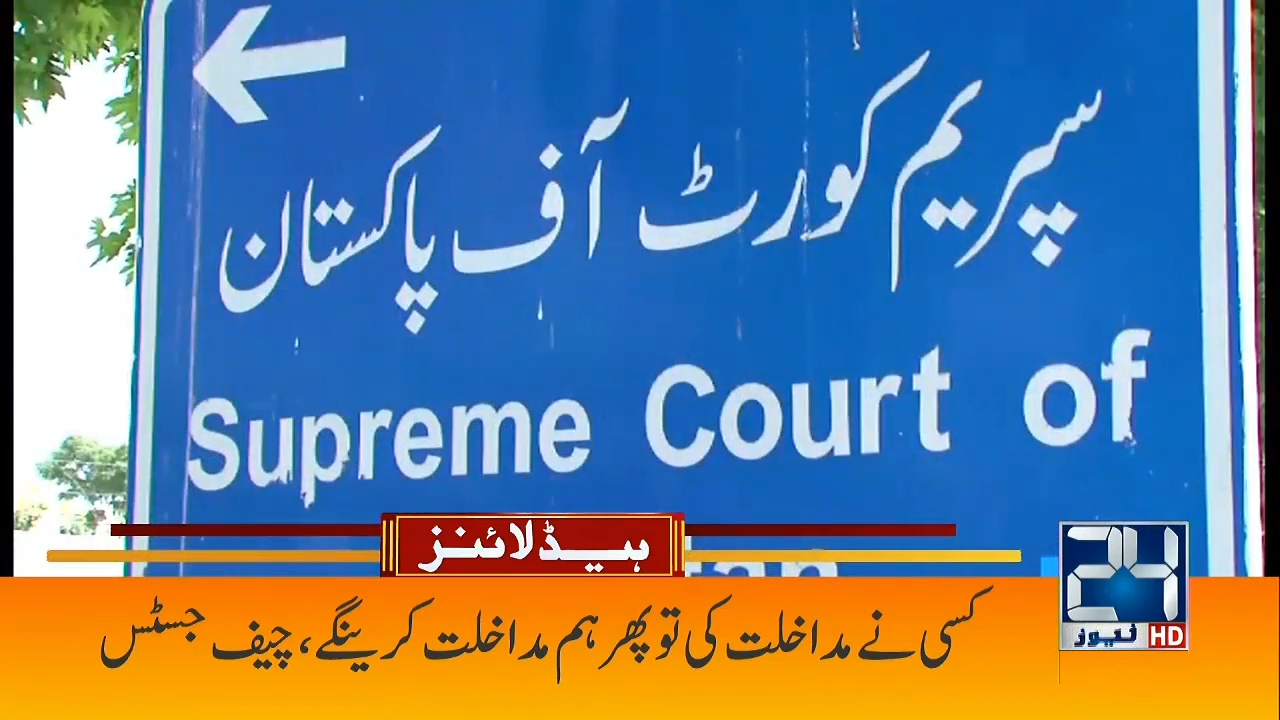 سپریم کورٹ آف پاکستان
Supreme Court of
ہیڈلائنز
24
نیوز HD
کسی نے مداخلت کی تو پھر ہم مداخلت کرینگے، چیف جسٹس